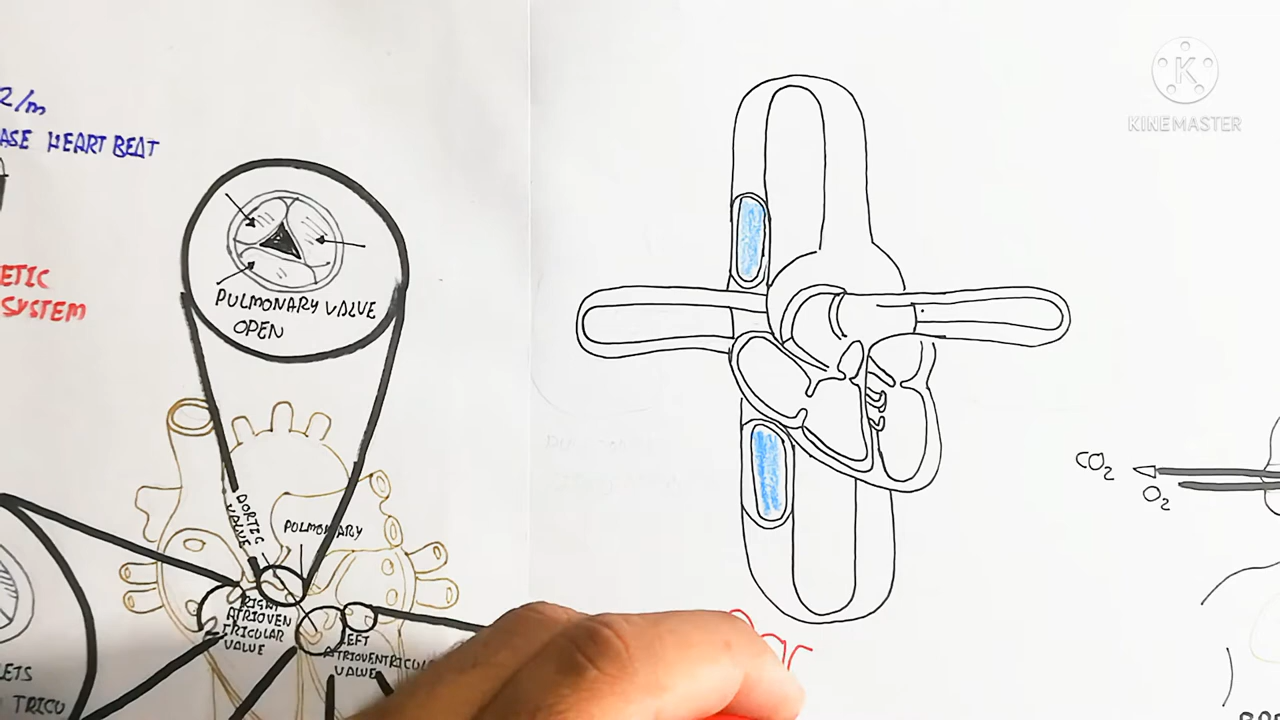 2/m
ASE HEART BEAT
ETIC
SYSTEM
PULMONARY VALVE
OPEN
AORTIC
VALVE
PULMONARY
RIGHT
ATRIOVEN
TRICULAR
VALVE
LEFT
ATRIOVENTRICU
VALVE
ETS
TRICU
CO₂
O₂
KINEMASTER